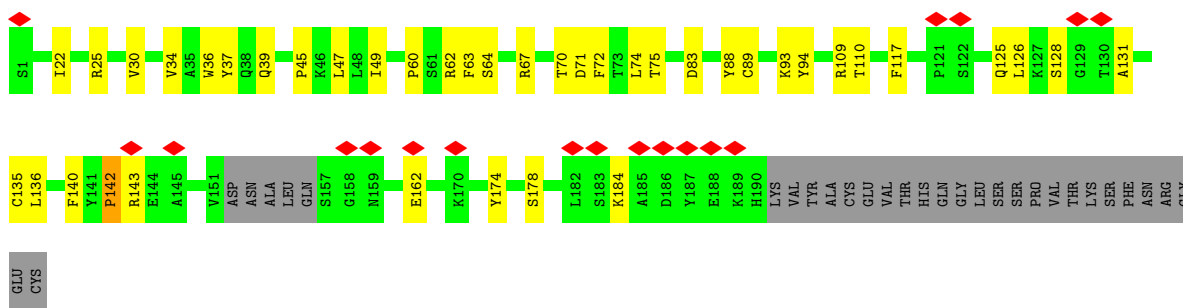 S1 I22 R25 V30 V34 A35 W36 Y37 Q38 Q39 P45 K46 L47 L48 I49 P60 S61 R62 F63 S64 R67 T70 D71 F72 T73 L74 T75 D83 Y88 C89 K93 Y94 R109 T110 F117 P121 S122 Q125 L126 K127 S128 G129 T130 A131
C135 L136 F140 Y141 P142 R143 E144 A145 V151 ASP ASN ALA LEU GLN S157 G158 N159 E162 K170 Y174 S178 L182 S183 K184 A185 D186 Y187 E188 K189 H190 LYS VAL TYR ALA CYS GLU VAL THR HIS GLN GLY LEU SER SER PRO VAL THR LYS SER PHE ASN ARG GLY
GLU CYS